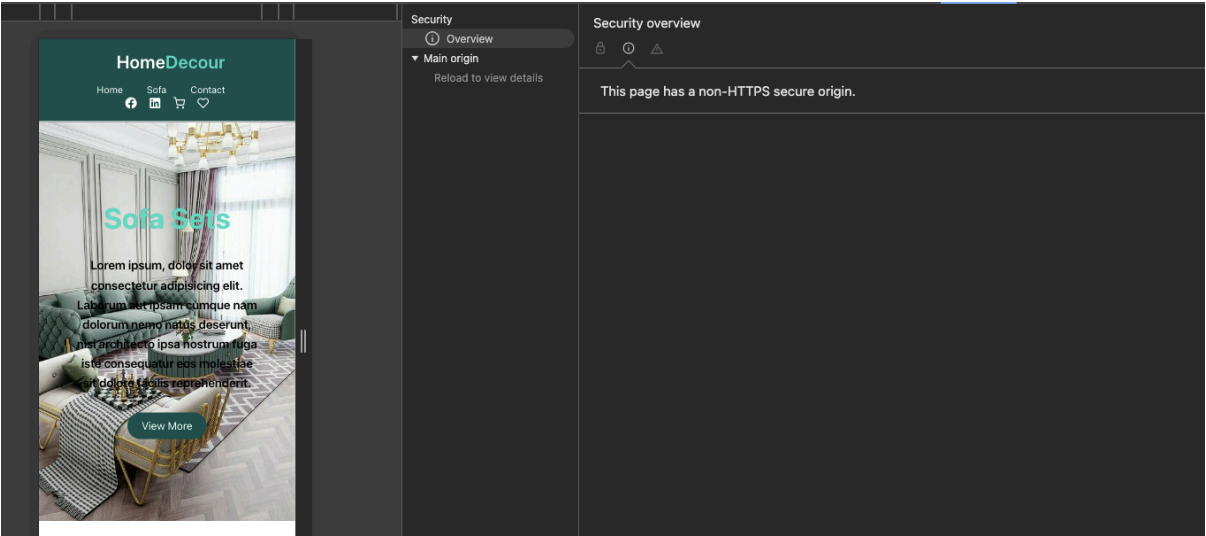 HomeDecour
Home Sofa Contact
Sofa Sets
Lorem ipsum, dolor sit amet
consectetur adipisicing elit.
Laborum aut ipsam cumque nam
dolorum nemo natus deserunt,
nisi architecto ipsa nostrum fuga
iste consequatur eos molestiae
sit dolore facilis reprehenderit.
View More
Security
Overview
Main origin
Reload to view details
Security overview
This page has a non-HTTPS secure origin.